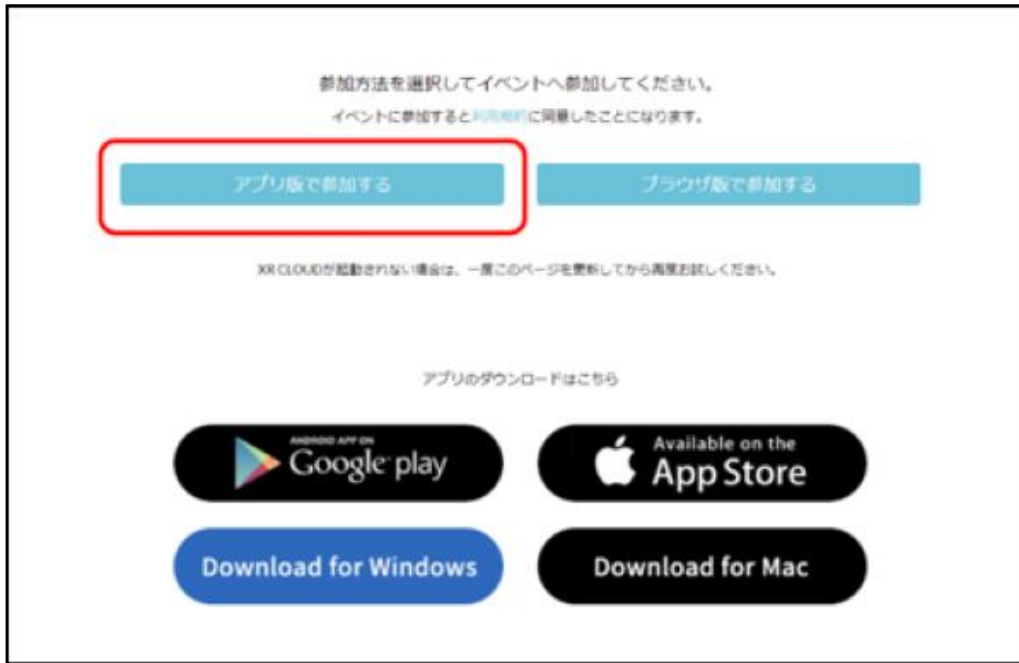 参加方法を選択してイベントへ参加してください。
イベントに参加すると利用規約に同意したことになります。
アプリ版で参加する
ブラウザ版で参加する
XR CLOUDが起動されない場合は、一度このページを更新してから再度お試しください。
アプリのダウンロードはこちら
ANDROID APP ON
Google play
Available on the
App Store
Download for Windows
Download for Mac